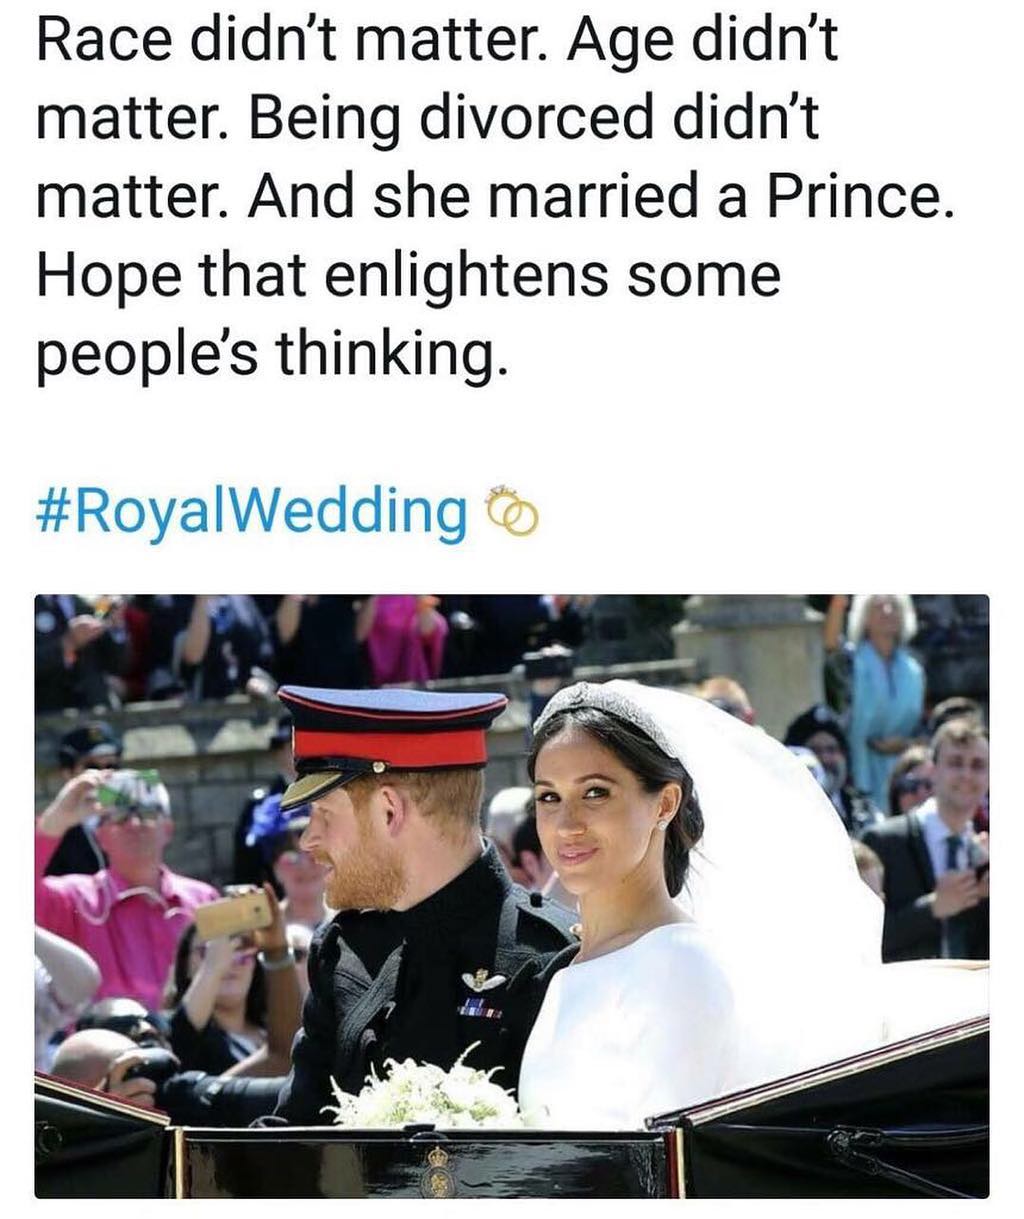 Race didn’t matter. Age didn’t
matter. Being divorced didn’t
matter. And she married a Prince.
Hope that enlightens some
people’s thinking.
#RoyalWedding 💍